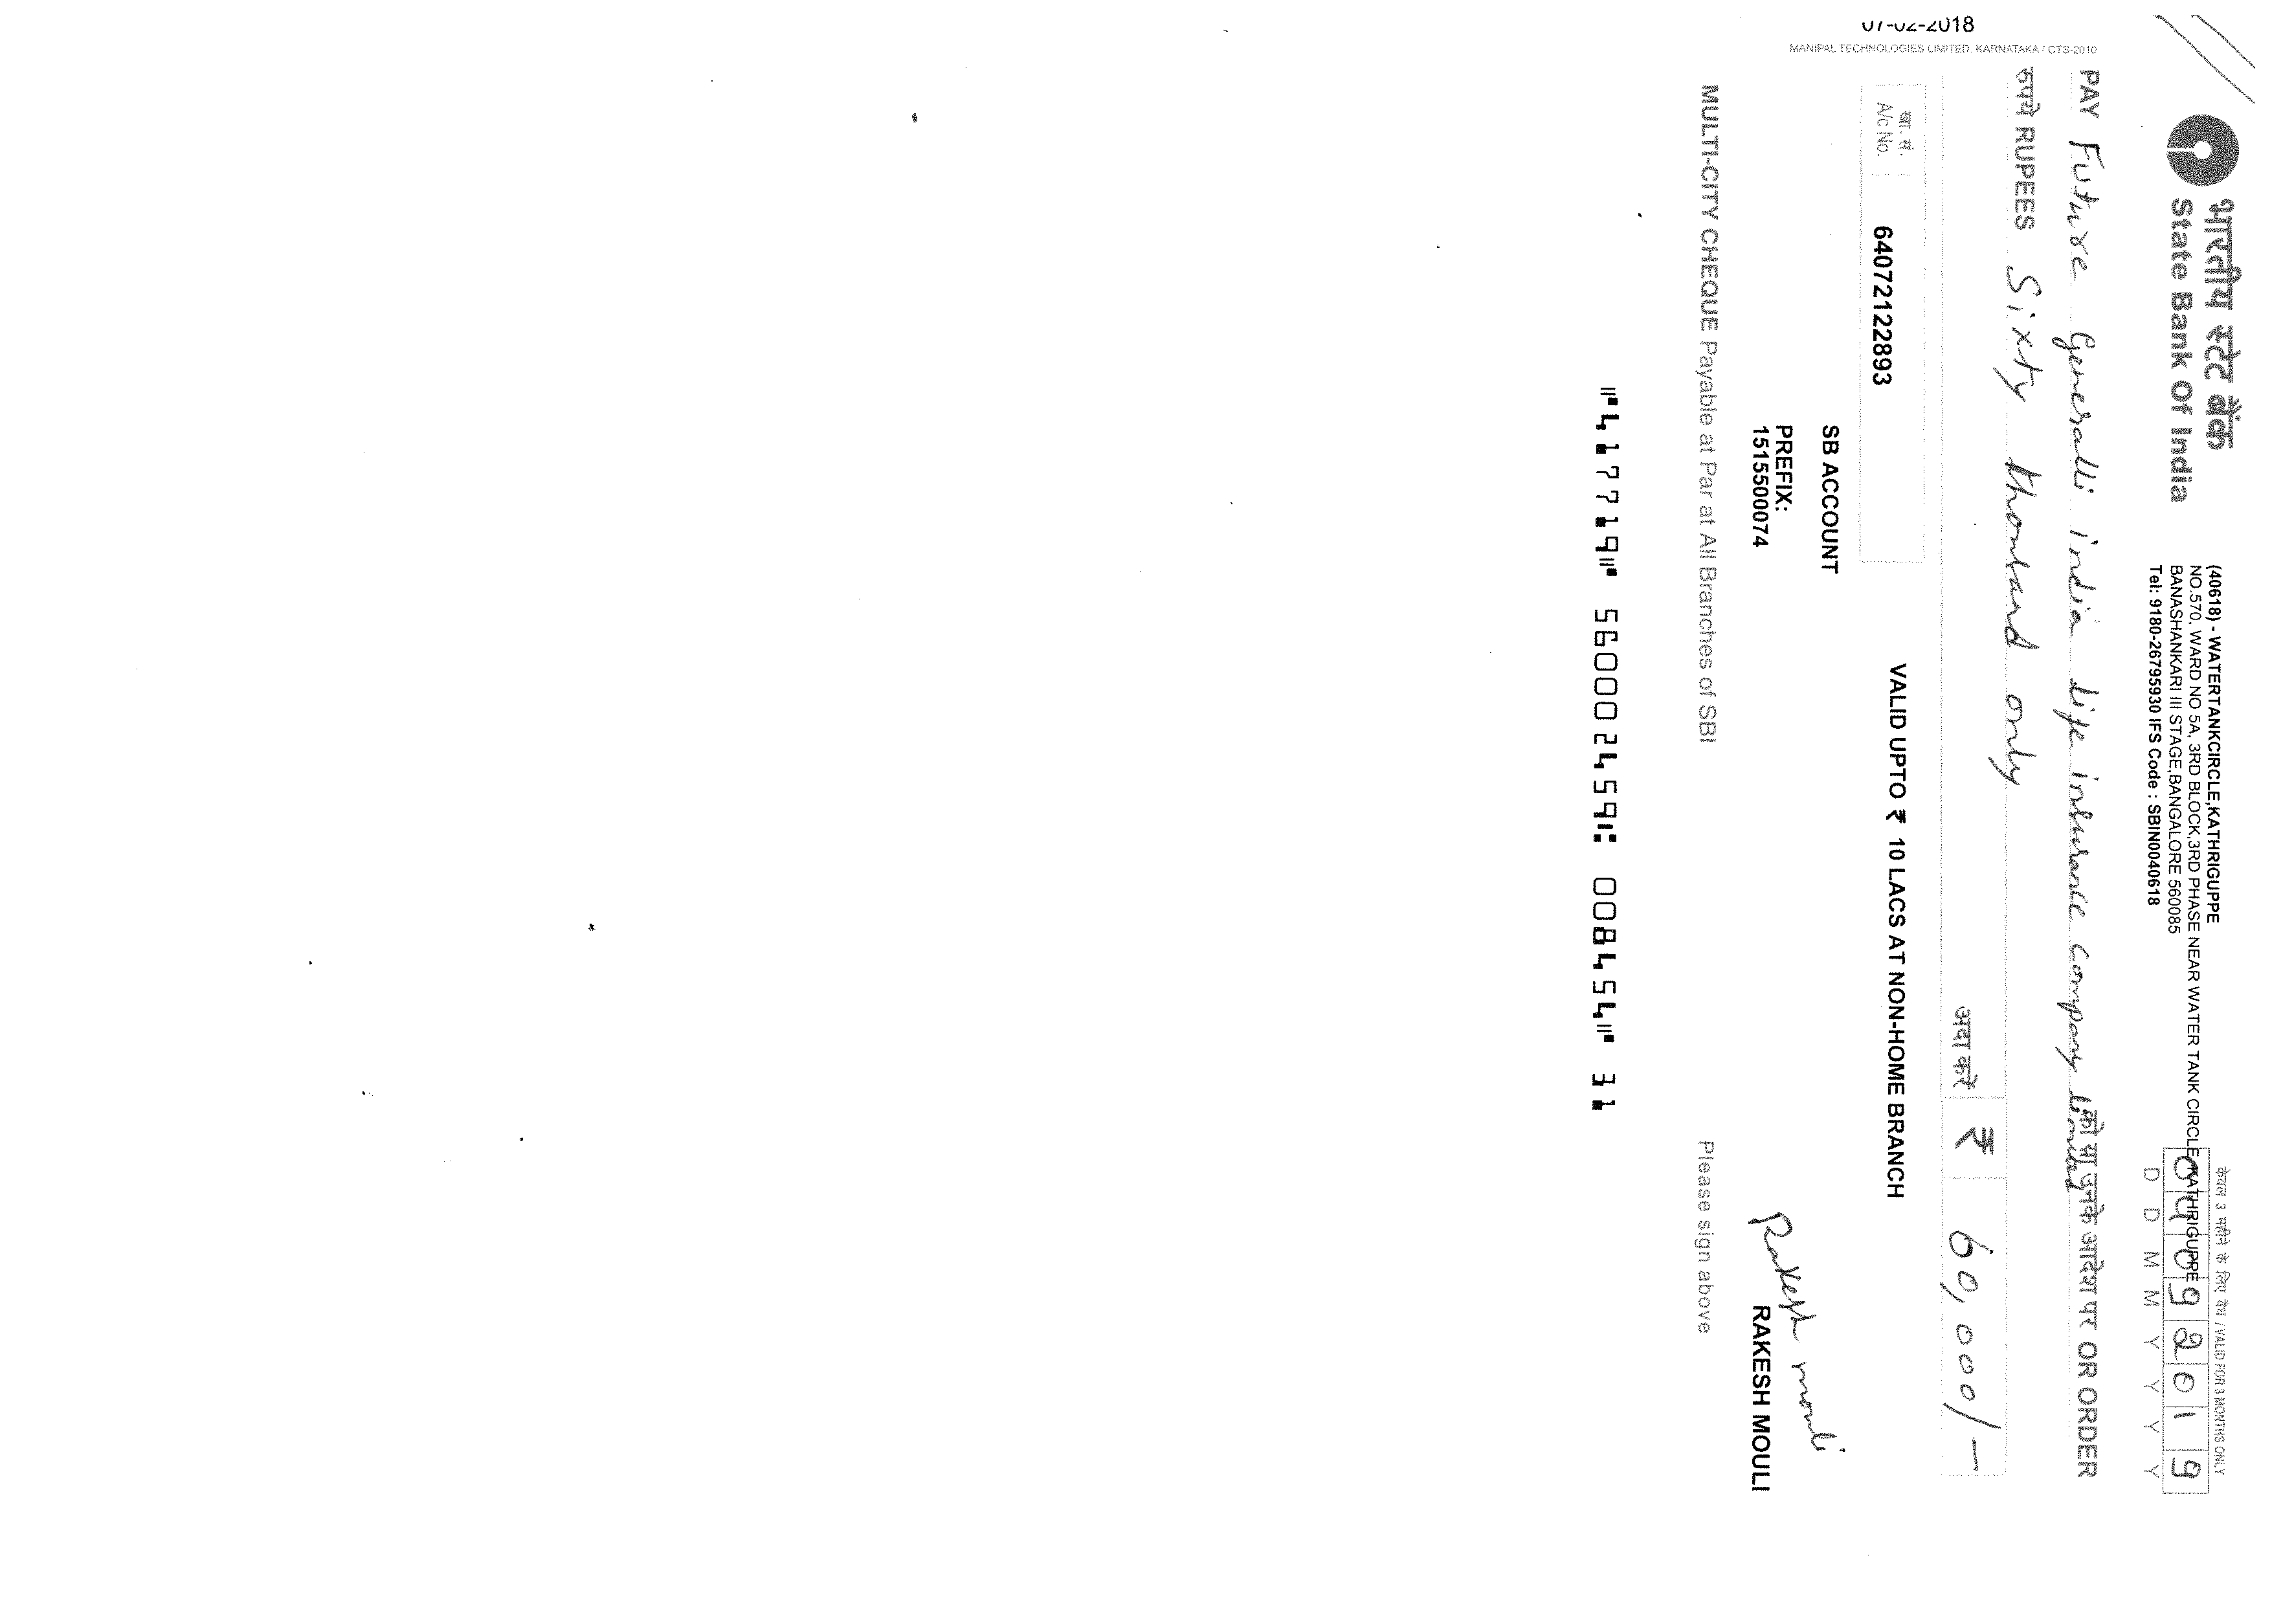 भारतीय स्टेट बैंक
State Bank Of India
(40618) - WATERTANKCIRCLE,KATHRIGUPPE
NO.570, WARD NO 5A, 3RD BLOCK,3RD PHASE NEAR WATER TANK CIRCLE, KATHRIGUPPE
BANASHANKARI III STAGE,BANGALORE 560085
Tel: 9180-26795930 IFS Code : SBIN0040618
केवल 3 महीने के लिए वैध / VALID FOR 3 MONTHS ONLY
04092019
D D M M Y Y Y Y
PAY Future Generali india life insurance company limited को या उनके आदेश पर OR ORDER
रुपये RUPEES Sixty thousand only
अदा करें ₹ 60,000/-
खा. सं.
A/c No.
64072122893
VALID UPTO ₹ 10 LACS AT NON-HOME BRANCH
SB ACCOUNT
PREFIX:
1515500074
Rakesh mouli
RAKESH MOULI
MULTI-CITY CHEQUE Payable at Par at All Branches of SBI
Please sign above
⑈417719⑈ 560002459⑆ 008454⑈ 31
07-02-2018
MANIPAL TECHNOLOGIES LIMITED, KARNATAKA / CTS-2010